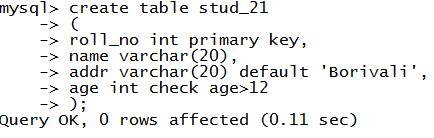 mysql> create table stud_21
-> (
-> roll_no int primary key,
-> name varchar(20),
-> addr varchar(20) default 'Borivali',
-> age int check age>12
-> );
Query OK, 0 rows affected (0.11 sec)